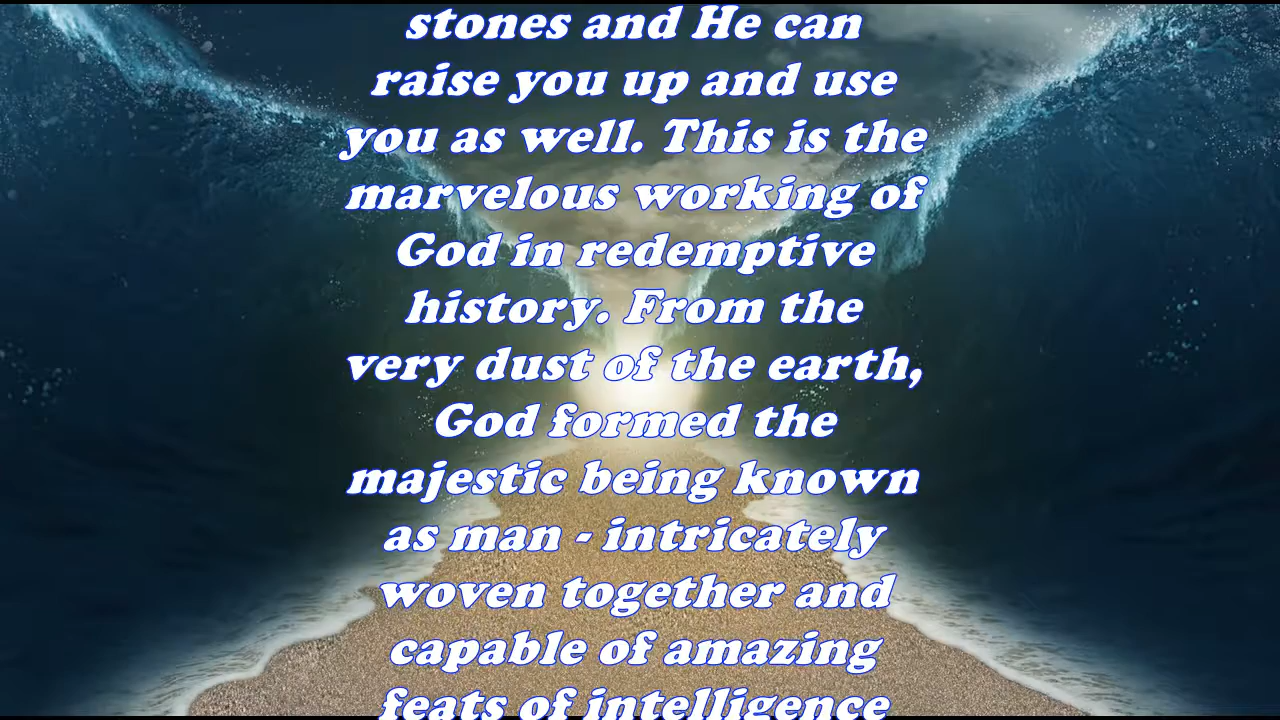 stones and He can
raise you up and use
you as well. This is the
marvelous working of
God in redemptive
history. From the
very dust of the earth,
God formed the
majestic being known
as man - intricately
woven together and
capable of amazing
feats of intelligence